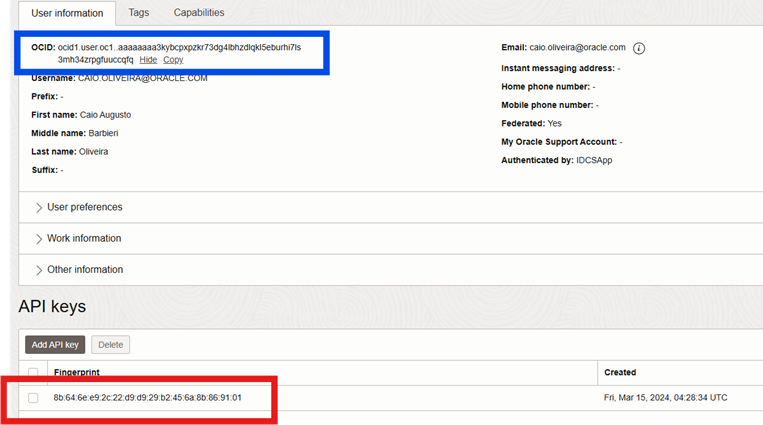 User information Tags Capabilities
OCID: ocid1.user.oc1..aaaaaaaa3kybcpxpzkr73dg4lbhzdlqkl5eburhi7ls
3mh34zrpgfuuccqfq Hide Copy
Username: CAIO.OLIVEIRA@ORACLE.COM
Prefix: -
First name: Caio Augusto
Middle name: Barbieri
Last name: Oliveira
Suffix: -
Email: caio.oliveira@oracle.com
Instant messaging address: -
Home phone number: -
Mobile phone number: -
Federated: Yes
My Oracle Support Account: -
Authenticated by: IDCSApp
User preferences
Work information
Other information
API keys
Add API key Delete
Fingerprint Created
8b:64:6e:e9:2c:22:d9:d9:29:b2:45:6a:8b:86:91:01 Fri, Mar 15, 2024, 04:28:34 UTC